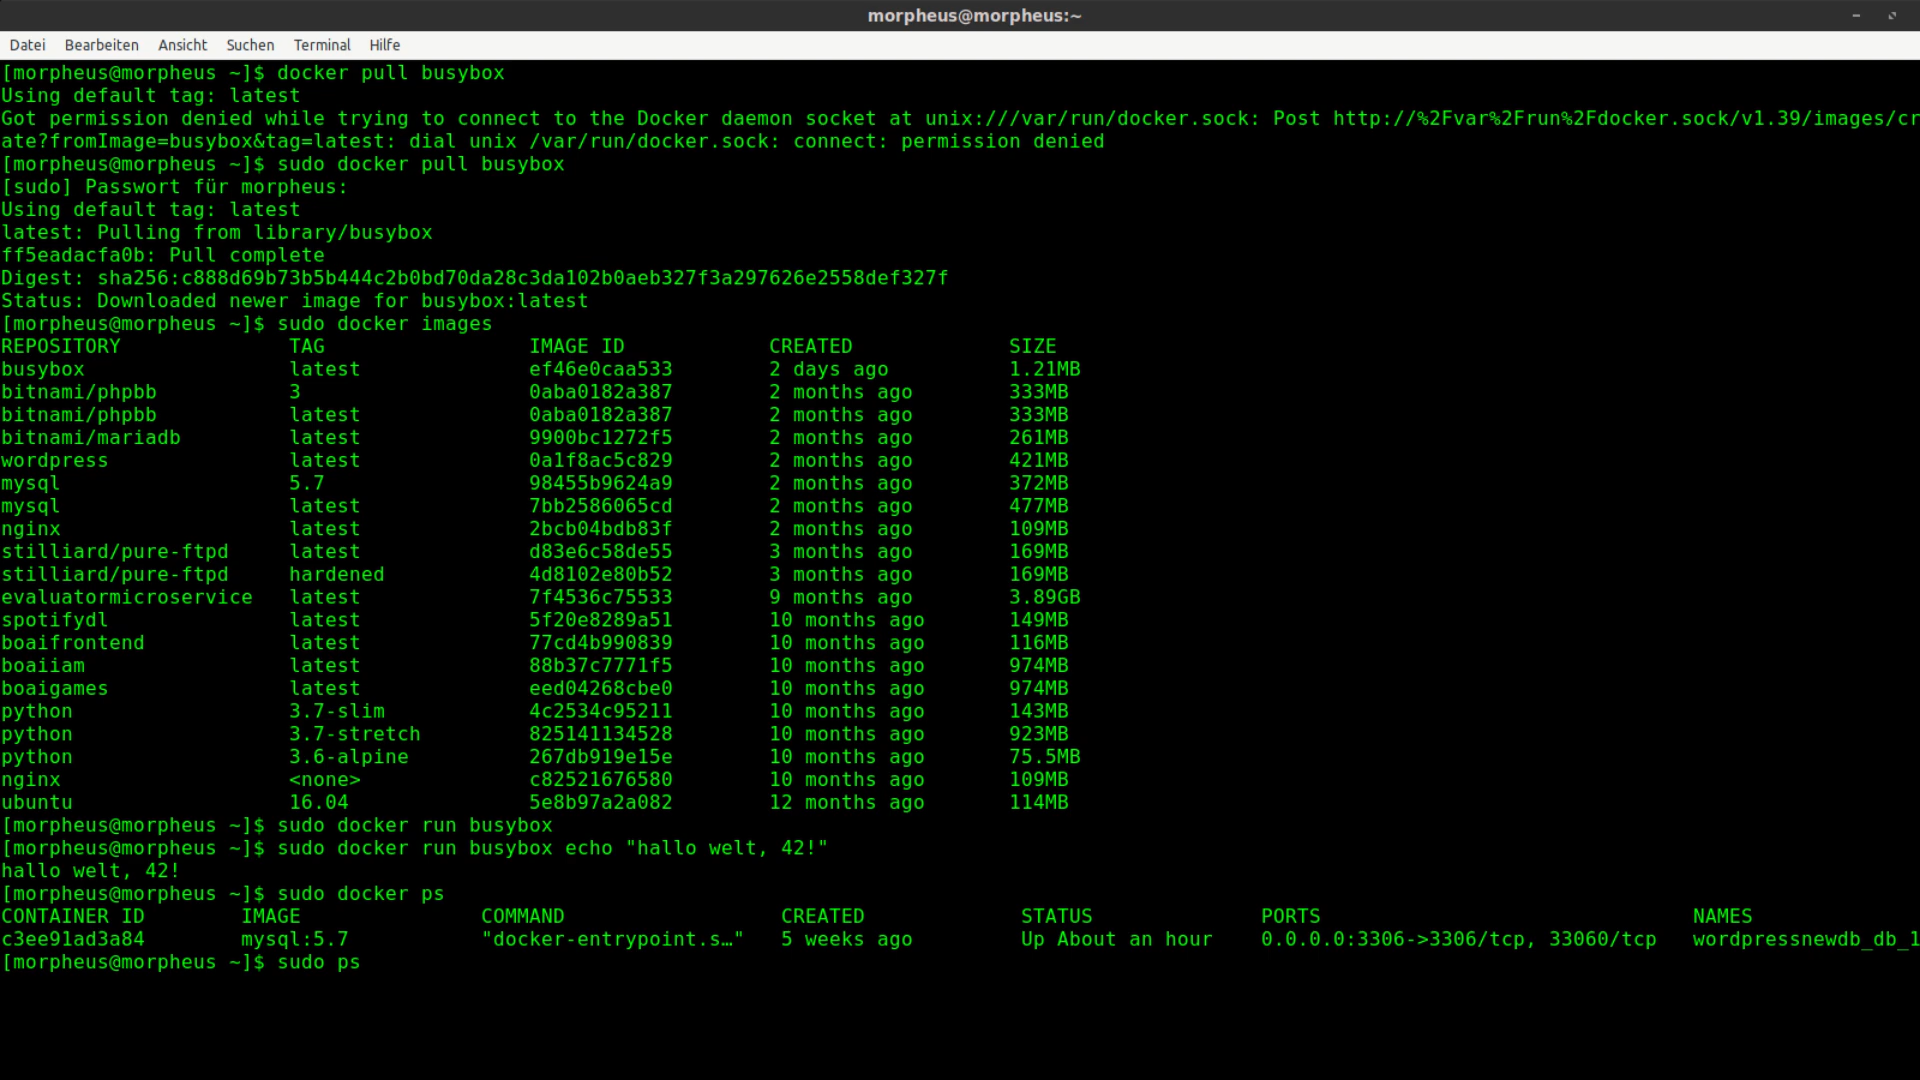 morpheus@morpheus:~
Datei Bearbeiten Ansicht Suchen Terminal Hilfe
[morpheus@morpheus ~]$ docker pull busybox
Using default tag: latest
Got permission denied while trying to connect to the Docker daemon socket at unix:///var/run/docker.sock: Post http://%2Fvar%2Frun%2Fdocker.sock/v1.39/images/cr
ate?fromImage=busybox&tag=latest: dial unix /var/run/docker.sock: connect: permission denied
[morpheus@morpheus ~]$ sudo docker pull busybox
[sudo] Passwort für morpheus:
Using default tag: latest
latest: Pulling from library/busybox
ff5eadacfa0b: Pull complete
Digest: sha256:c888d69b73b5b444c2b0bd70da28c3da102b0aeb327f3a297626e2558def327f
Status: Downloaded newer image for busybox:latest
[morpheus@morpheus ~]$ sudo docker images
REPOSITORY TAG IMAGE ID CREATED SIZE
busybox latest ef46e0caa533 2 days ago 1.21MB
bitnami/phpbb 3 0aba0182a387 2 months ago 333MB
bitnami/phpbb latest 0aba0182a387 2 months ago 333MB
bitnami/mariadb latest 9900bc1272f5 2 months ago 261MB
wordpress latest 0a1f8ac5c829 2 months ago 421MB
mysql 5.7 98455b9624a9 2 months ago 372MB
mysql latest 7bb2586065cd 2 months ago 477MB
nginx latest 2bcb04bdb83f 2 months ago 109MB
stilliard/pure-ftpd latest d83e6c58de55 3 months ago 169MB
stilliard/pure-ftpd hardened 4d8102e80b52 3 months ago 169MB
evaluatormicroservice latest 7f4536c75533 9 months ago 3.89GB
spotifydl latest 5f20e8289a51 10 months ago 149MB
boaifrontend latest 77cd4b990839 10 months ago 116MB
boaiiam latest 88b37c7771f5 10 months ago 974MB
boaigames latest eed04268cbe0 10 months ago 974MB
python 3.7-slim 4c2534c95211 10 months ago 143MB
python 3.7-stretch 825141134528 10 months ago 923MB
python 3.6-alpine 267db919e15e 10 months ago 75.5MB
nginx <none> c82521676580 10 months ago 109MB
ubuntu 16.04 5e8b97a2a082 12 months ago 114MB
[morpheus@morpheus ~]$ sudo docker run busybox
[morpheus@morpheus ~]$ sudo docker run busybox echo "hallo welt, 42!"
hallo welt, 42!
[morpheus@morpheus ~]$ sudo docker ps
CONTAINER ID IMAGE COMMAND CREATED STATUS PORTS NAMES
c3ee91ad3a84 mysql:5.7 "docker-entrypoint.s…" 5 weeks ago Up About an hour 0.0.0.0:3306->3306/tcp, 33060/tcp wordpressnewdb_db_1
[morpheus@morpheus ~]$ sudo ps